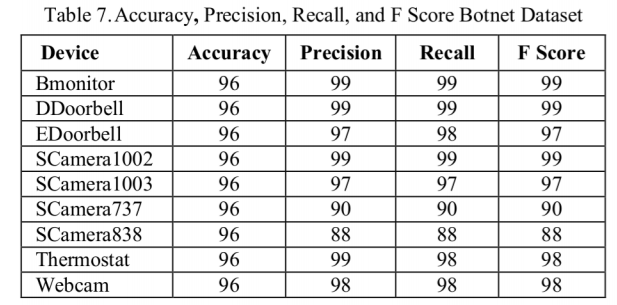 Table 7. Accuracy, Precision, Recall, and F Score Botnet Dataset
Device Accuracy Precision Recall F Score
Bmonitor 96 99 99 99
DDoorbell 96 99 99 99
EDoorbell 96 97 98 97
SCamera1002 96 99 99 99
SCamera1003 96 97 97 97
SCamera737 96 90 90 90
SCamera838 96 88 88 88
Thermostat 96 99 98 98
Webcam 96 98 98 98